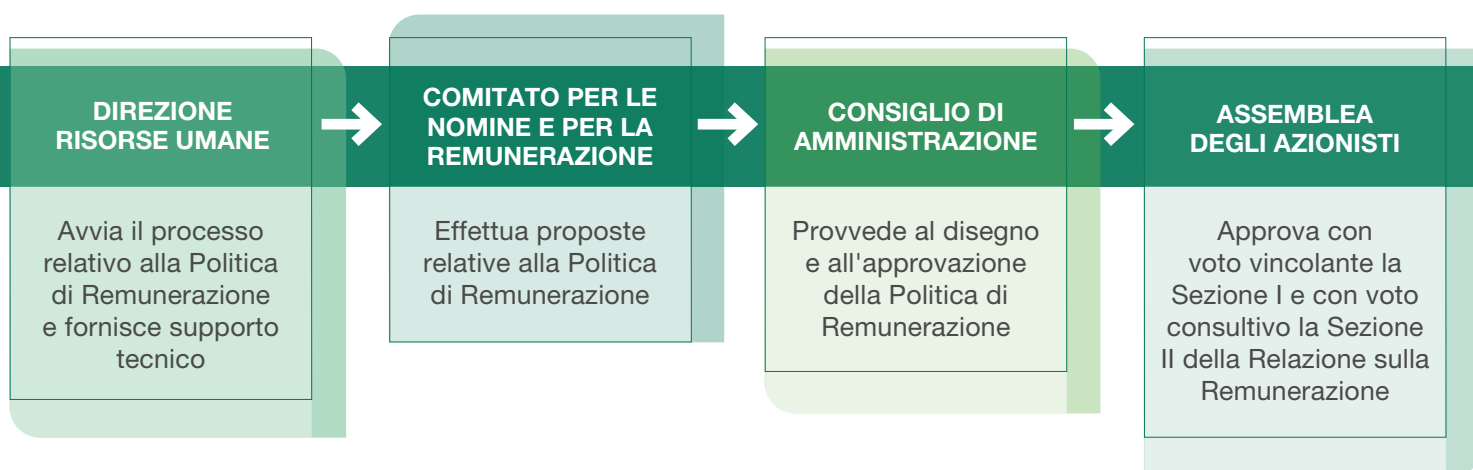 DIREZIONE
RISORSE UMANE
Avvia il processo
relativo alla Politica
di Remunerazione
e fornisce supporto
tecnico
COMITATO PER LE
NOMINE E PER LA
REMUNERAZIONE
Effettua proposte
relative alla Politica
di Remunerazione
CONSIGLIO DI
AMMINISTRAZIONE
Provvede al disegno
e all'approvazione
della Politica di
Remunerazione
ASSEMBLEA
DEGLI AZIONISTI
Approva con
voto vincolante la
Sezione I e con voto
consultivo la Sezione
II della Relazione sulla
Remunerazione